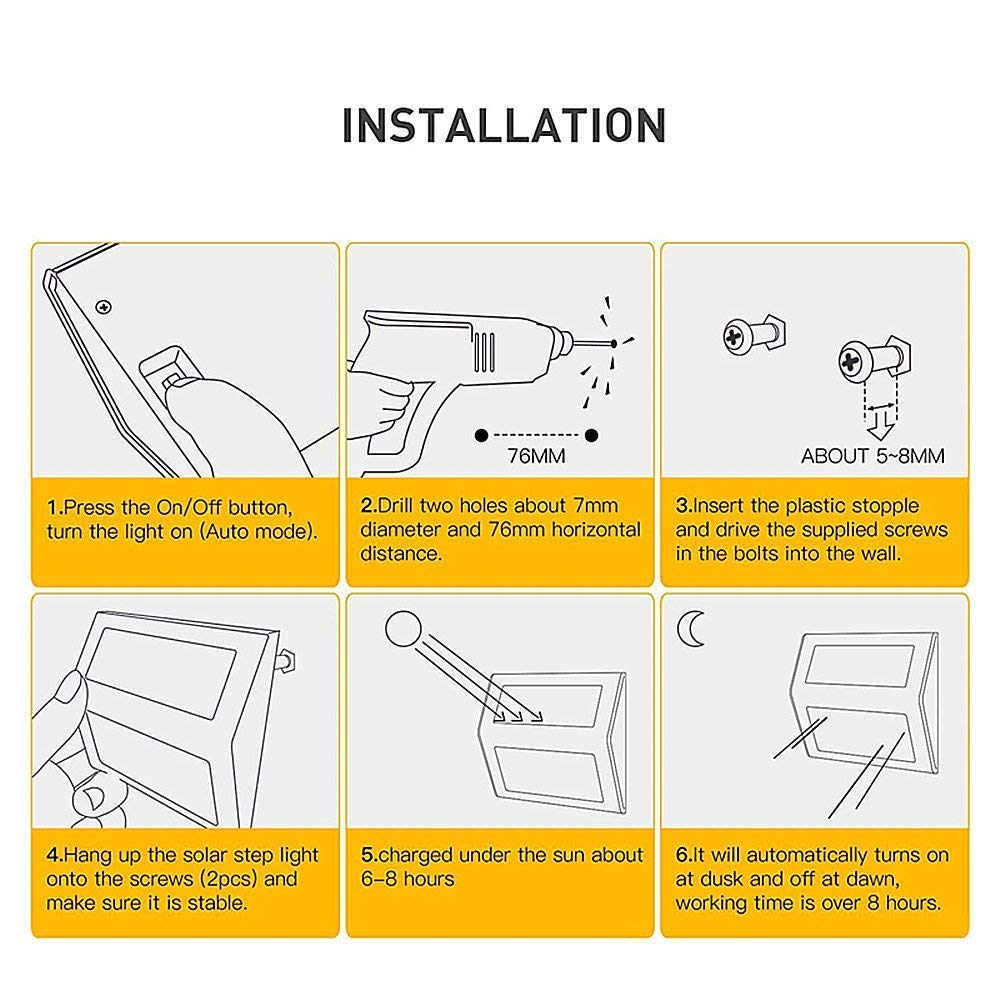 INSTALLATION
76MM
ABOUT 5~8MM
1.Press the On/Off button,
turn the light on (Auto mode).
2.Drill two holes about 7mm
diameter and 76mm horizontal
distance.
3.Insert the plastic stopple
and drive the supplied screws
in the bolts into the wall.
4.Hang up the solar step light
onto the screws (2pcs) and
make sure it is stable.
5.charged under the sun about
6-8 hours
6.It will automatically turns on
at dusk and off at dawn,
working time is over 8 hours.